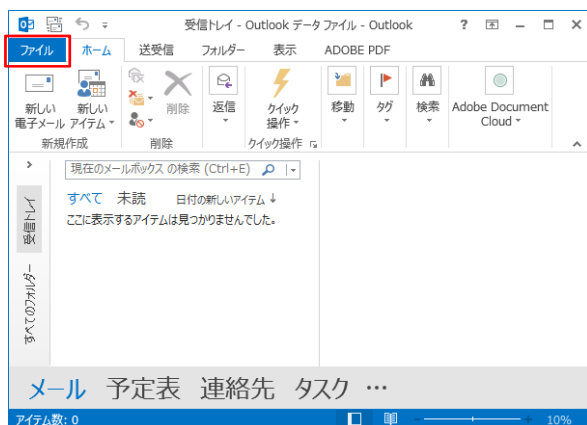 受信トレイ - Outlook データ ファイル - Outlook
ファイル ホーム 送受信 フォルダー 表示 ADOBE PDF
新しい電子メール
新しいアイテム
削除
返信
クイック操作
移動
タグ
検索
Adobe Document Cloud
新規作成 削除 クイック操作
現在のメールボックス の検索 (Ctrl+E)
すべて 未読 日付の新しいアイテム ↓
ここに表示するアイテムは見つかりませんでした。
受信トレイ
すべてのフォルダー
メール 予定表 連絡先 タスク …
アイテム数: 0 10%